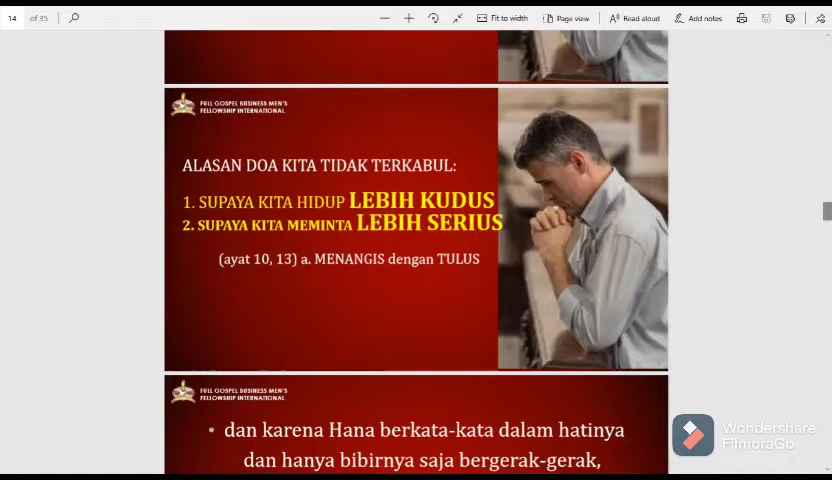 14 of 35 Fit to width Page view Read aloud Add notes
FULL GOSPEL BUSINESS MEN'S
FELLOWSHIP INTERNATIONAL
ALASAN DOA KITA TIDAK TERKABUL:
1. SUPAYA KITA HIDUP LEBIH KUDUS
2. SUPAYA KITA MEMINTA LEBIH SERIUS
(ayat 10, 13) a. MENANGIS dengan TULUS
FULL GOSPEL BUSINESS MEN'S
FELLOWSHIP INTERNATIONAL
• dan karena Hana berkata-kata dalam hatinya
dan hanya bibirnya saja bergerak-gerak,
Wondershare
FilmoraGo